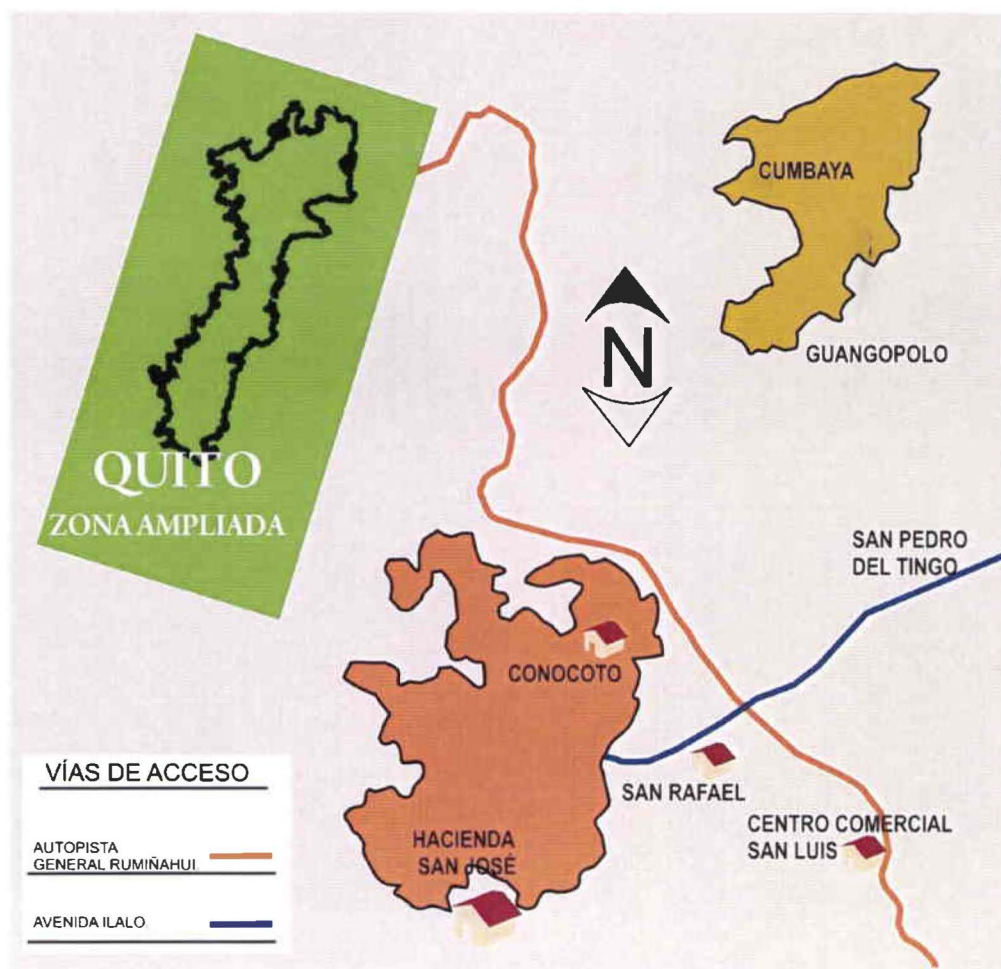 CUMBAYA
GUANGOPOLO
N
QUITO
ZONA AMPLIADA
SAN PEDRO
DEL TINGO
CONOCOTO
SAN RAFAEL
CENTRO COMERCIAL
SAN LUIS
HACIENDA
SAN JOSÉ
VÍAS DE ACCESO
AUTOPISTA
GENERAL RUMIÑAHUI
AVENIDA ILALO